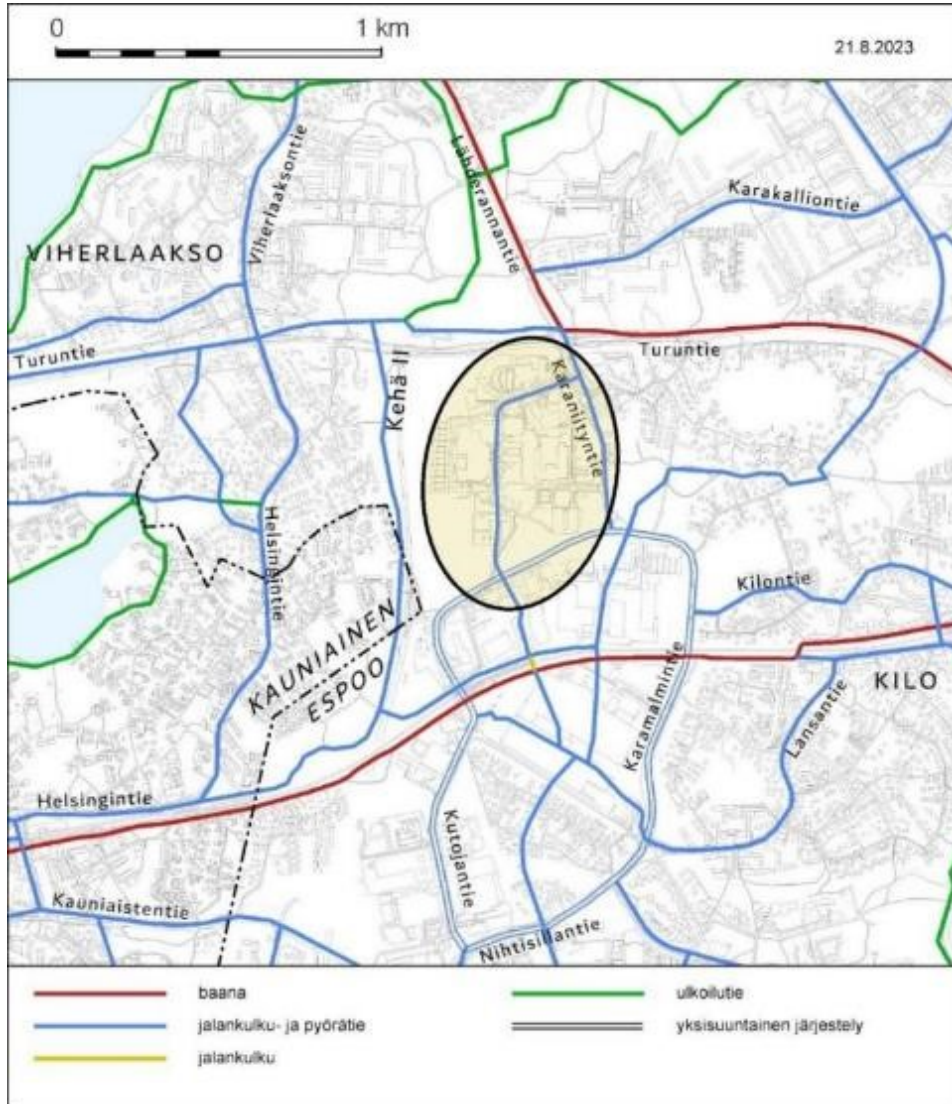 0 1 km
21.8.2023
Lähderannantie
Viherlaaksontie
Karakalliontie
VIHERLAAKSO
Turuntie
Turuntie
Kehä II
Karaniityntie
Helsingintie
Kilontie
KAUNIAINEN
ESPOO
Karamalmintie
KILO
Lansantie
Helsingintie
Kutojantie
Kauniaistentie
Nihtisillantie
baana
ulkoilutie
jalankulku- ja pyörätie
yksisuuntainen järjestely
jalankulku